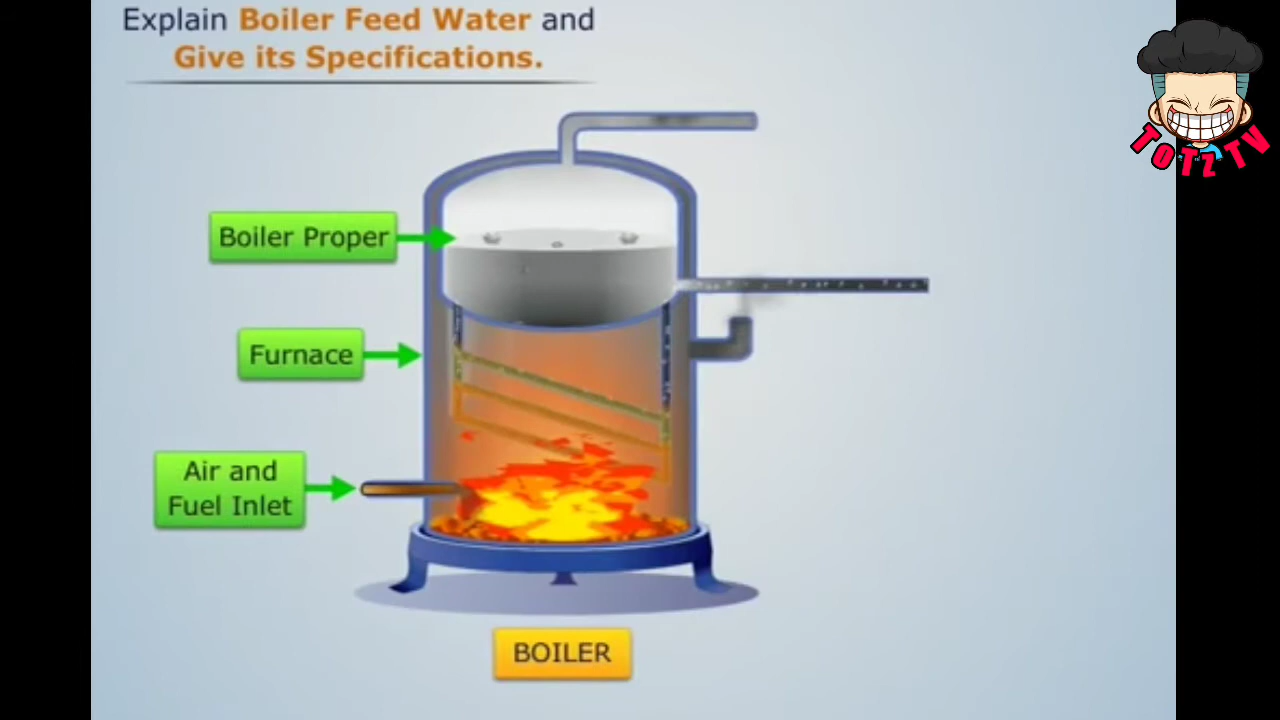 Explain Boiler Feed Water and
Give its Specifications.
Boiler Proper
Furnace
Air and
Fuel Inlet
BOILER
TOTZ TV